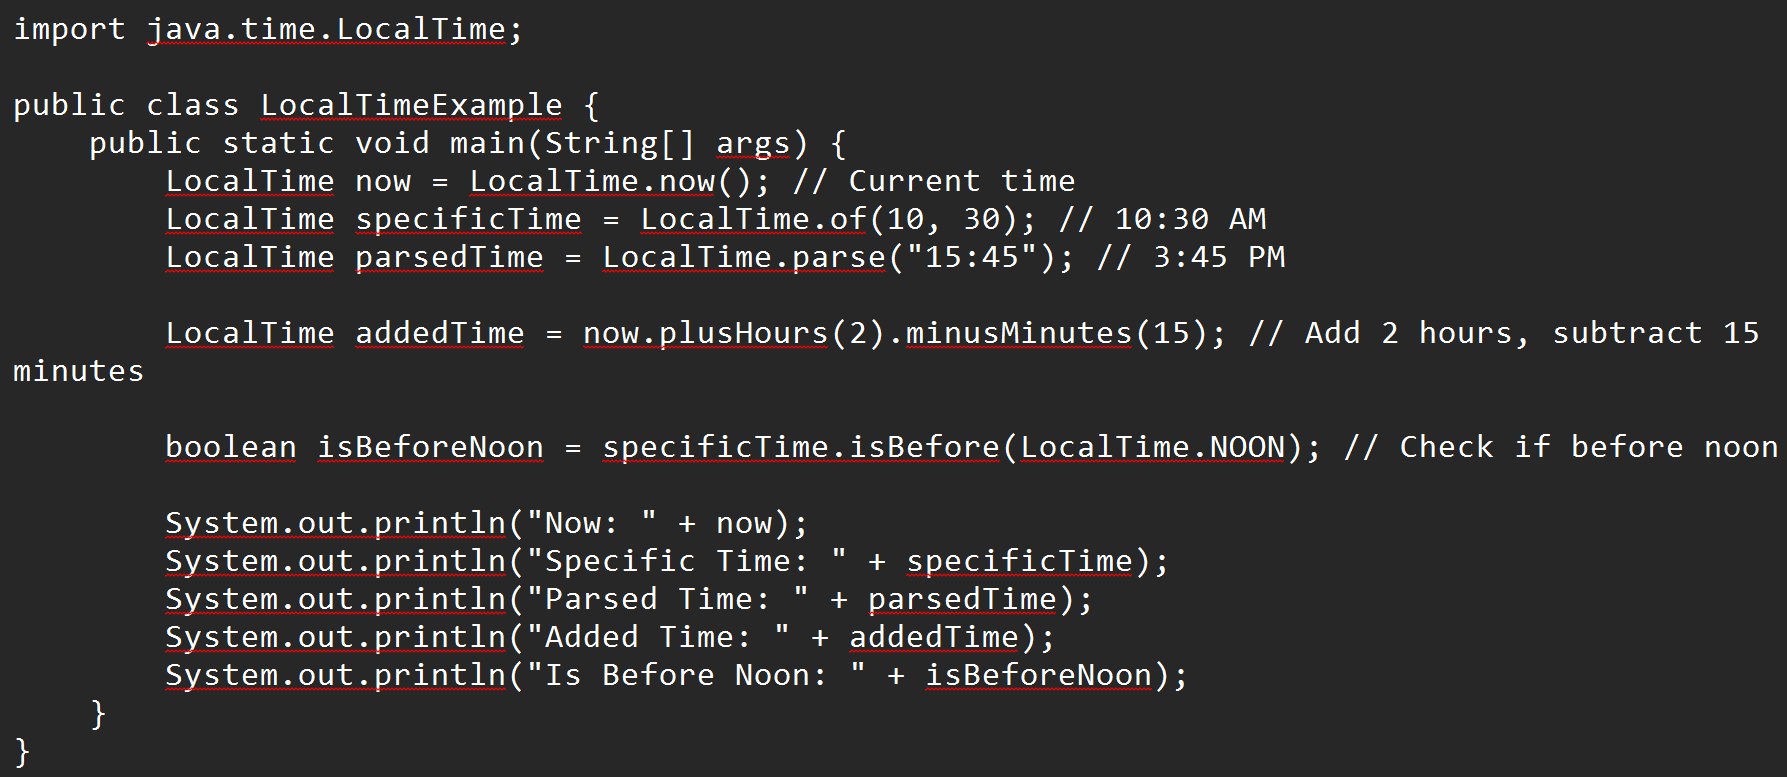 import java.time.LocalTime;
public class LocalTimeExample {
public static void main(String[] args) {
LocalTime now = LocalTime.now(); // Current time
LocalTime specificTime = LocalTime.of(10, 30); // 10:30 AM
LocalTime parsedTime = LocalTime.parse("15:45"); // 3:45 PM
LocalTime addedTime = now.plusHours(2).minusMinutes(15); // Add 2 hours, subtract 15
minutes
boolean isBeforeNoon = specificTime.isBefore(LocalTime.NOON); // Check if before noon
System.out.println("Now: " + now);
System.out.println("Specific Time: " + specificTime);
System.out.println("Parsed Time: " + parsedTime);
System.out.println("Added Time: " + addedTime);
System.out.println("Is Before Noon: " + isBeforeNoon);
}
}